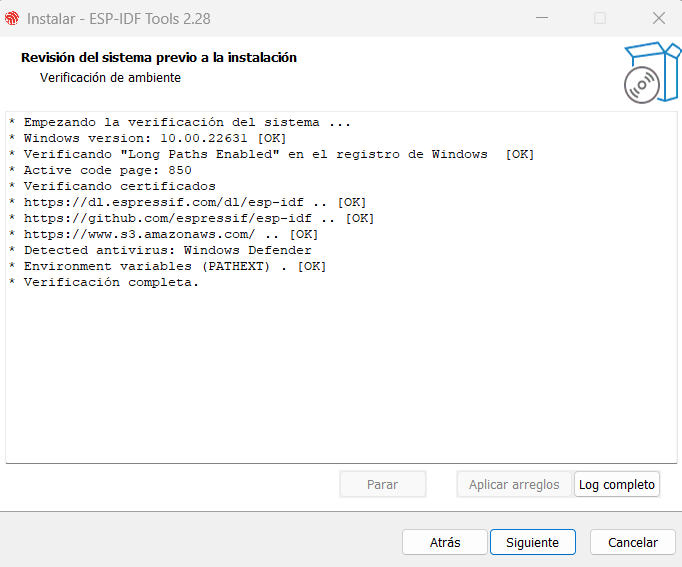 Instalar - ESP-IDF Tools 2.28
Revisión del sistema previo a la instalación
Verificación de ambiente
* Empezando la verificación del sistema ...
* Windows version: 10.00.22631 [OK]
* Verificando "Long Paths Enabled" en el registro de Windows  [OK]
* Active code page: 850
* Verificando certificados
* https://dl.espressif.com/dl/esp-idf .. [OK]
* https://github.com/espressif/esp-idf .. [OK]
* https://www.s3.amazonaws.com/ .. [OK]
* Detected antivirus: Windows Defender
* Environment variables (PATHEXT) . [OK]
* Verificación completa.
Parar
Aplicar arreglos
Log completo
Atrás
Siguiente
Cancelar